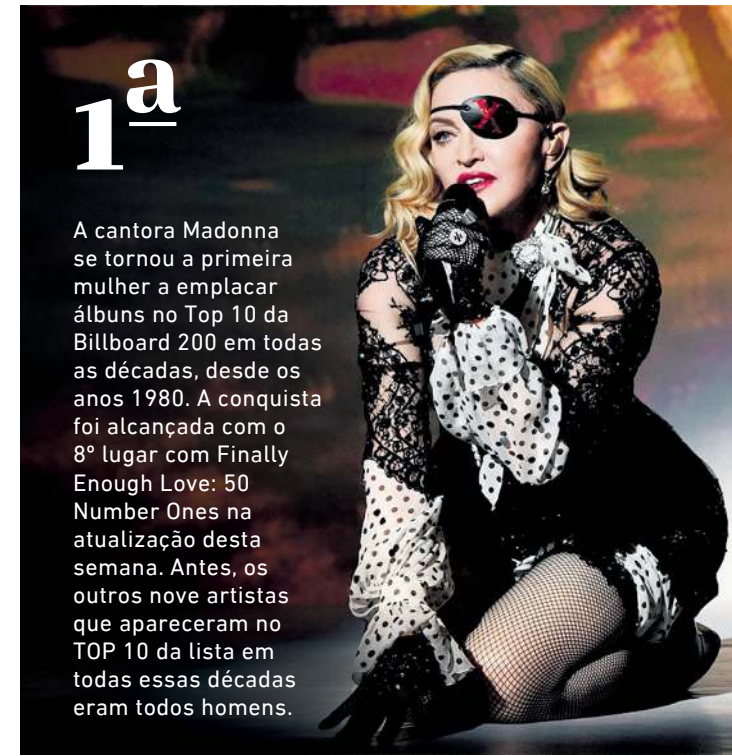 1ª
A cantora Madonna
se tornou a primeira
mulher a emplacar
álbuns no Top 10 da
Billboard 200 em todas
as décadas, desde os
anos 1980. A conquista
foi alcançada com o
8º lugar com Finally
Enough Love: 50
Number Ones na
atualização desta
semana. Antes, os
outros nove artistas
que apareceram no
TOP 10 da lista em
todas essas décadas
eram todos homens.